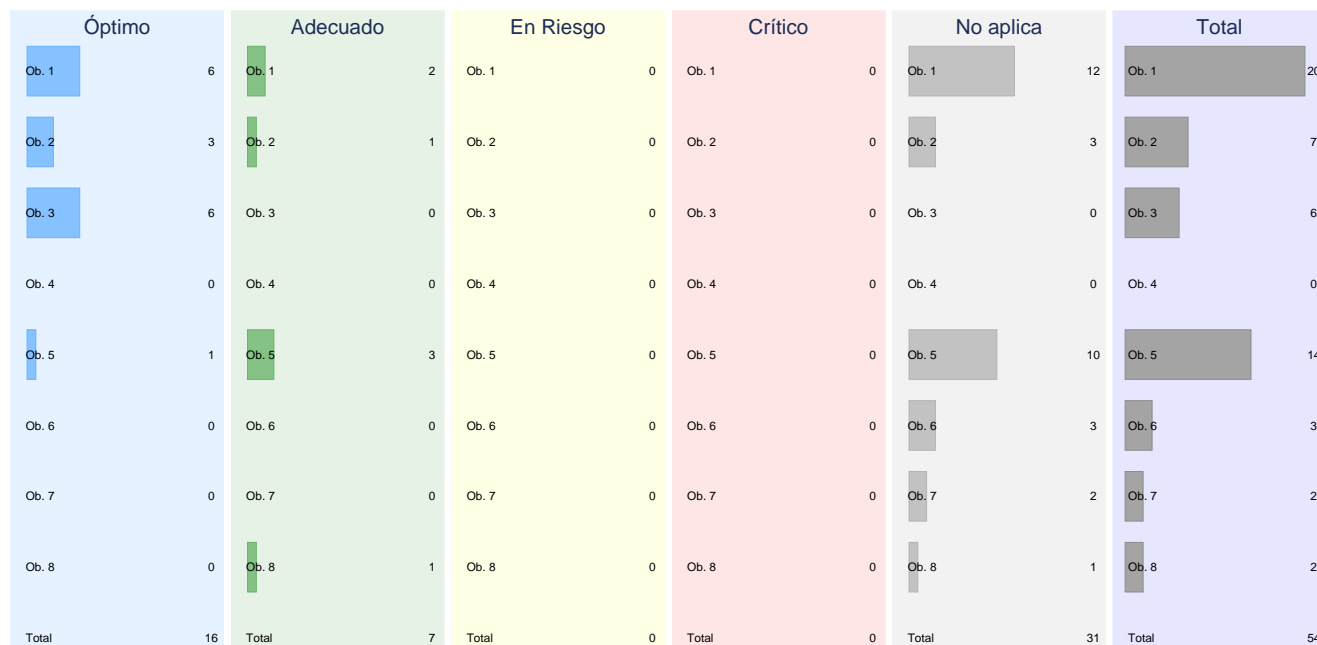 Óptimo Adecuado En Riesgo Crítico No aplica Total
Ob. 1 6 Ob. 1 2 Ob. 1 0 Ob. 1 0 Ob. 1 12 Ob. 1 20
Ob. 2 3 Ob. 2 1 Ob. 2 0 Ob. 2 0 Ob. 2 3 Ob. 2 7
Ob. 3 6 Ob. 3 0 Ob. 3 0 Ob. 3 0 Ob. 3 0 Ob. 3 6
Ob. 4 0 Ob. 4 0 Ob. 4 0 Ob. 4 0 Ob. 4 0 Ob. 4 0
Ob. 5 1 Ob. 5 3 Ob. 5 0 Ob. 5 0 Ob. 5 10 Ob. 5 14
Ob. 6 0 Ob. 6 0 Ob. 6 0 Ob. 6 0 Ob. 6 3 Ob. 6 3
Ob. 7 0 Ob. 7 0 Ob. 7 0 Ob. 7 0 Ob. 7 2 Ob. 7 2
Ob. 8 0 Ob. 8 1 Ob. 8 0 Ob. 8 0 Ob. 8 1 Ob. 8 2
Total 16 Total 7 Total 0 Total 0 Total 31 Total 54